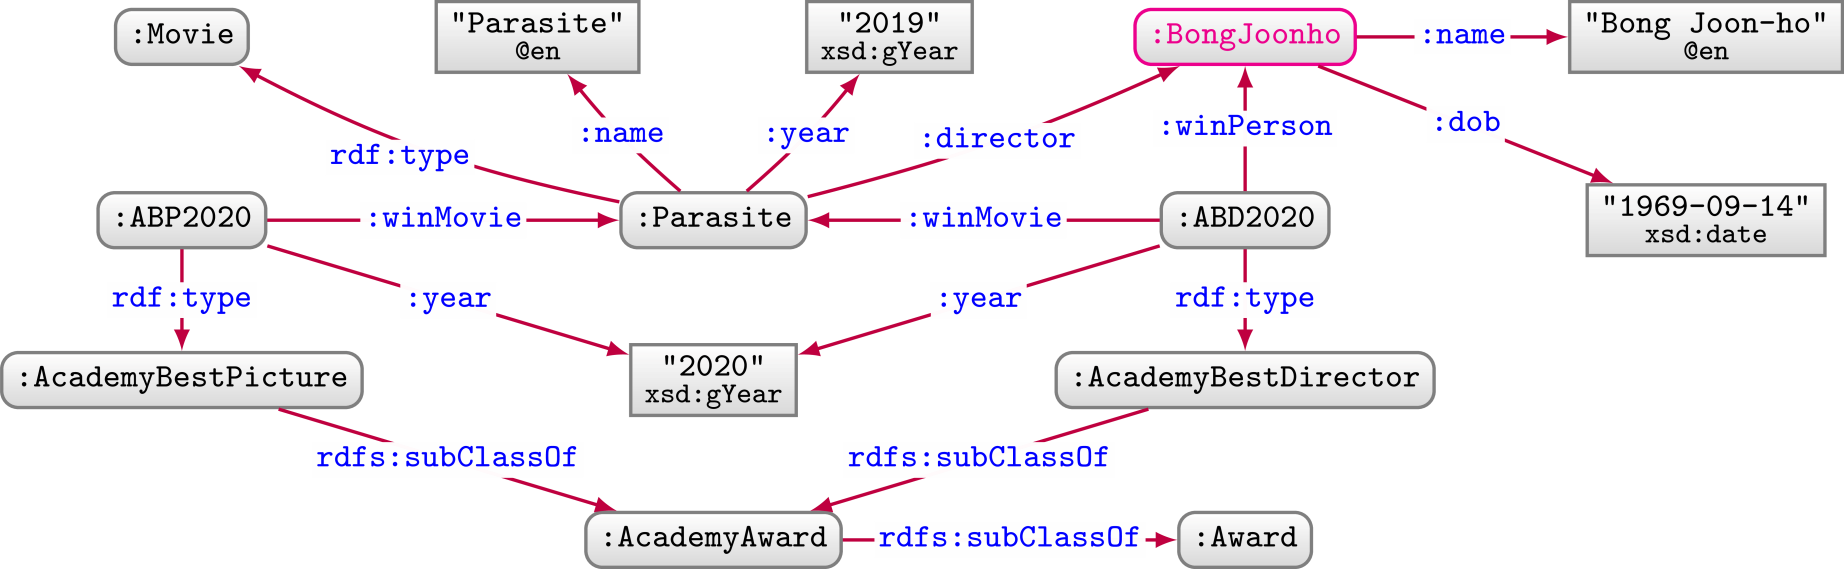 :Movie
"Parasite"
@en
"2019"
xsd:gYear
:BongJoonho
:name
"Bong Joon-ho"
@en
rdf:type
:name
:year
:director
:winPerson
:dob
:ABP2020
:winMovie
:Parasite
:winMovie
:ABD2020
"1969-09-14"
xsd:date
rdf:type
:year
:year
rdf:type
:AcademyBestPicture
"2020"
xsd:gYear
:AcademyBestDirector
rdfs:subClassOf
rdfs:subClassOf
:AcademyAward
rdfs:subClassOf
:Award